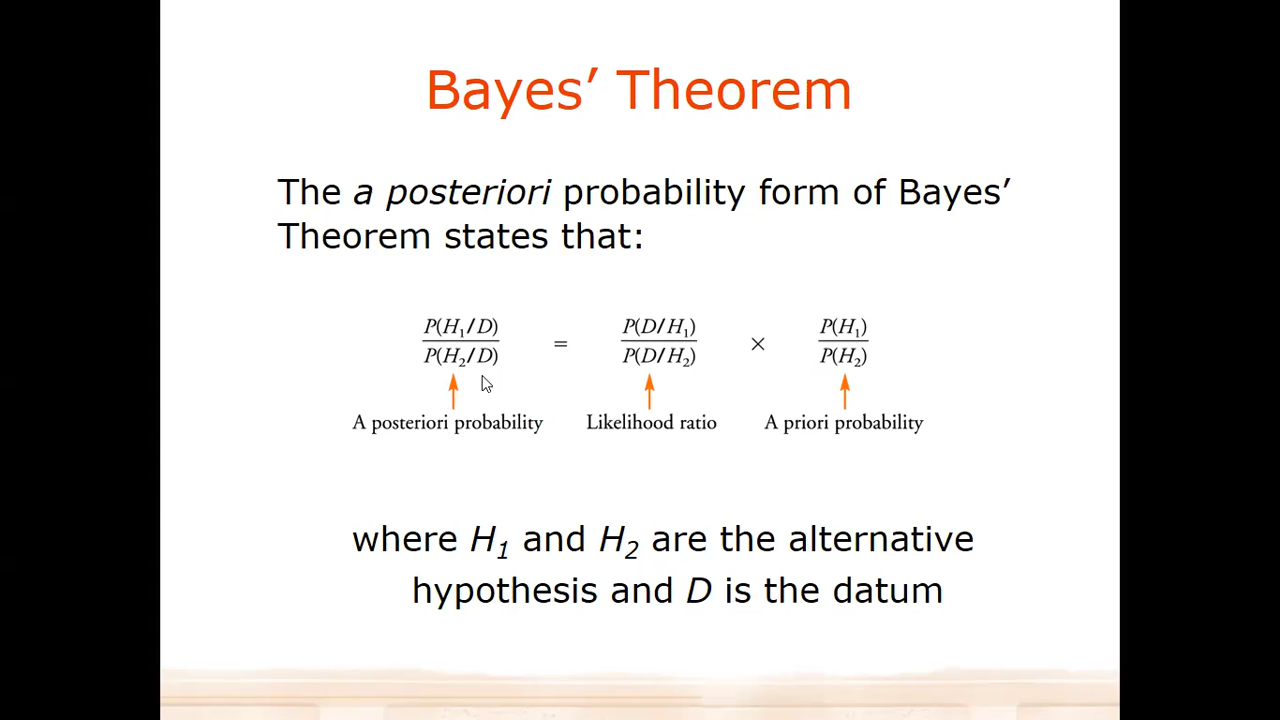 Bayes’ Theorem
The a posteriori probability form of Bayes’
Theorem states that:
P(H₁/D) / P(H₂/D) = P(D/H₁) / P(D/H₂) × P(H₁) / P(H₂)
A posteriori probability Likelihood ratio A priori probability
where H₁ and H₂ are the alternative
hypothesis and D is the datum